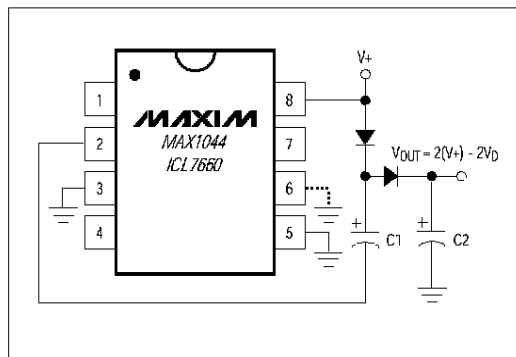 V+
1
8
MAXIM
MAX1044
ICL7660
2
7
VOUT = 2(V+) - 2VD
3
6
4
5
+
C1
+
C2